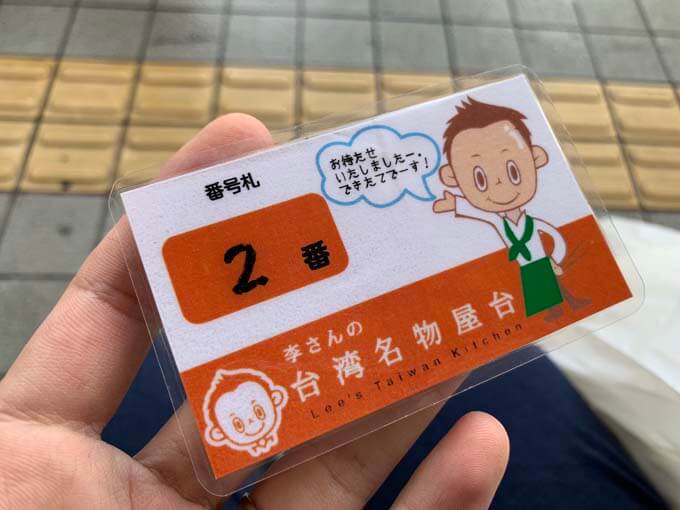 番号札
2 番
お待たせ
いたしましたー。
できたてでーす!
李さんの
台湾名物屋台
Lee's Taiwan Kitchen